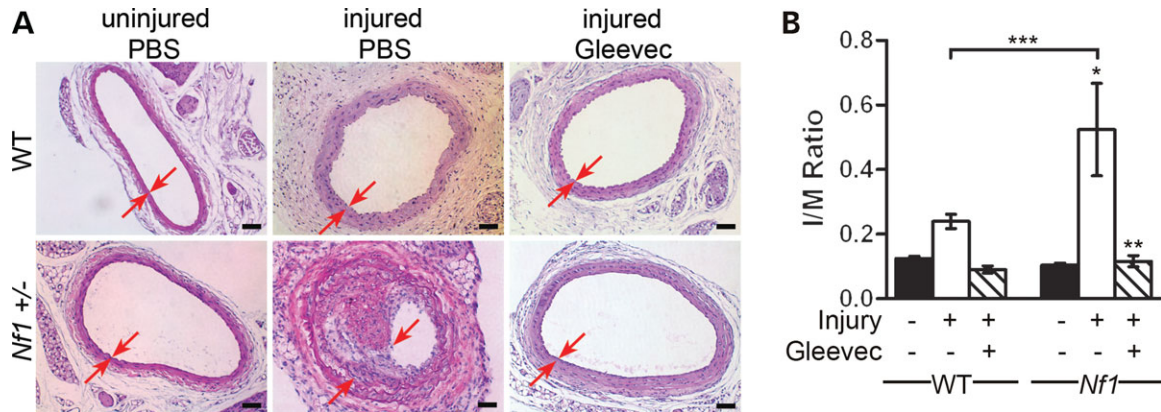 A
uninjured PBS
injured PBS
injured Gleevec
WT
Nf1 +/-
B
I/M Ratio
0.8
0.6
0.4
0.2
0.0
***
*
**
Injury - + + - + +
Gleevec - - + - - +
WT
Nf1